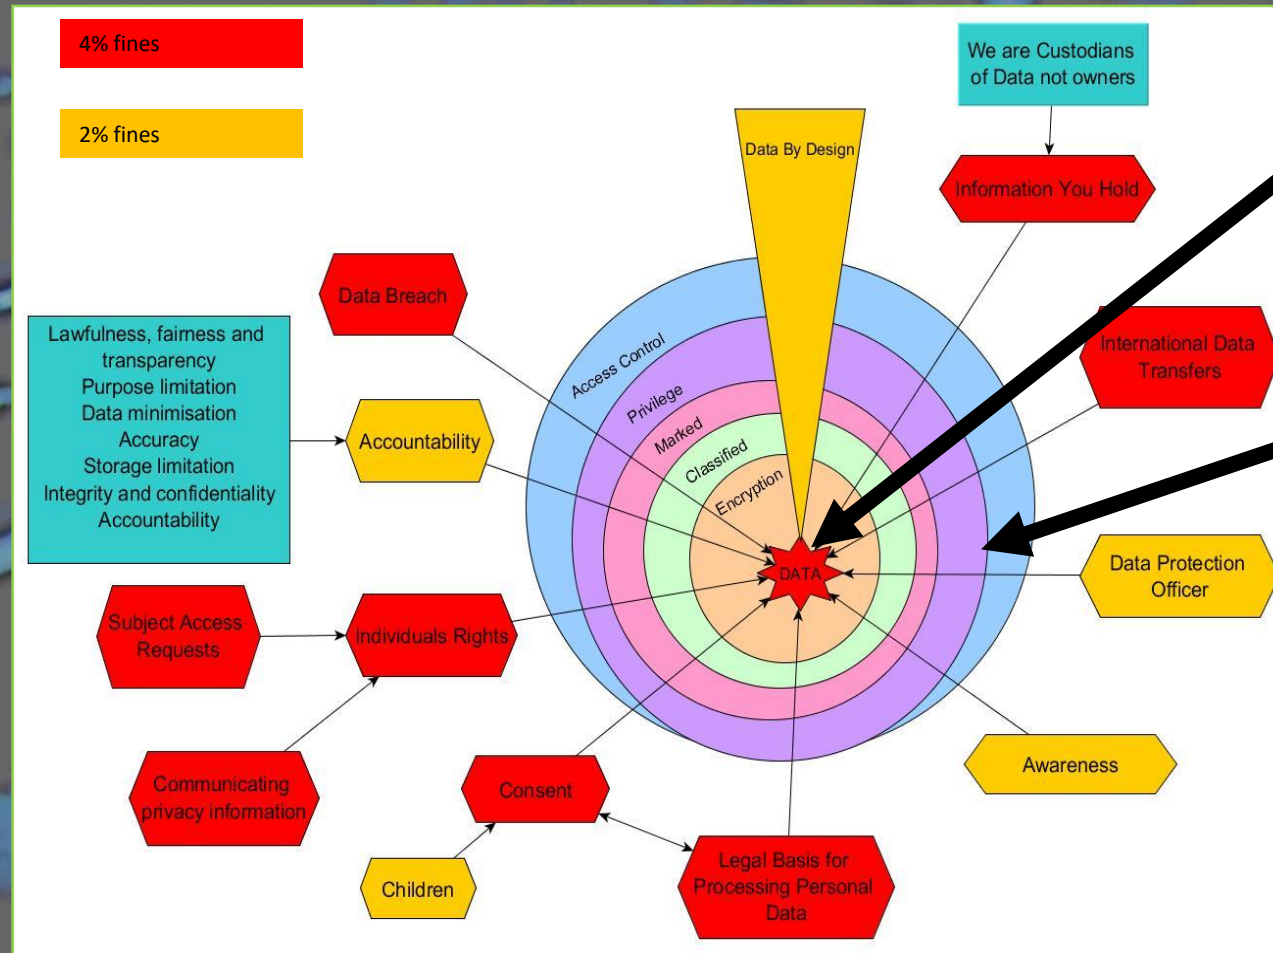 4% fines
2% fines
We are Custodians
of Data not owners
Data By Design
Information You Hold
Data Breach
International Data
Transfers
Lawfulness, fairness and
transparency
Purpose limitation
Data minimisation
Accuracy
Storage limitation
Integrity and confidentiality
Accountability
Accountability
Access Control
Privilege
Marked
Classified
Encryption
DATA
Data Protection
Officer
Subject Access
Requests
Individuals Rights
Communicating
privacy information
Consent
Awareness
Children
Legal Basis for
Processing Personal
Data